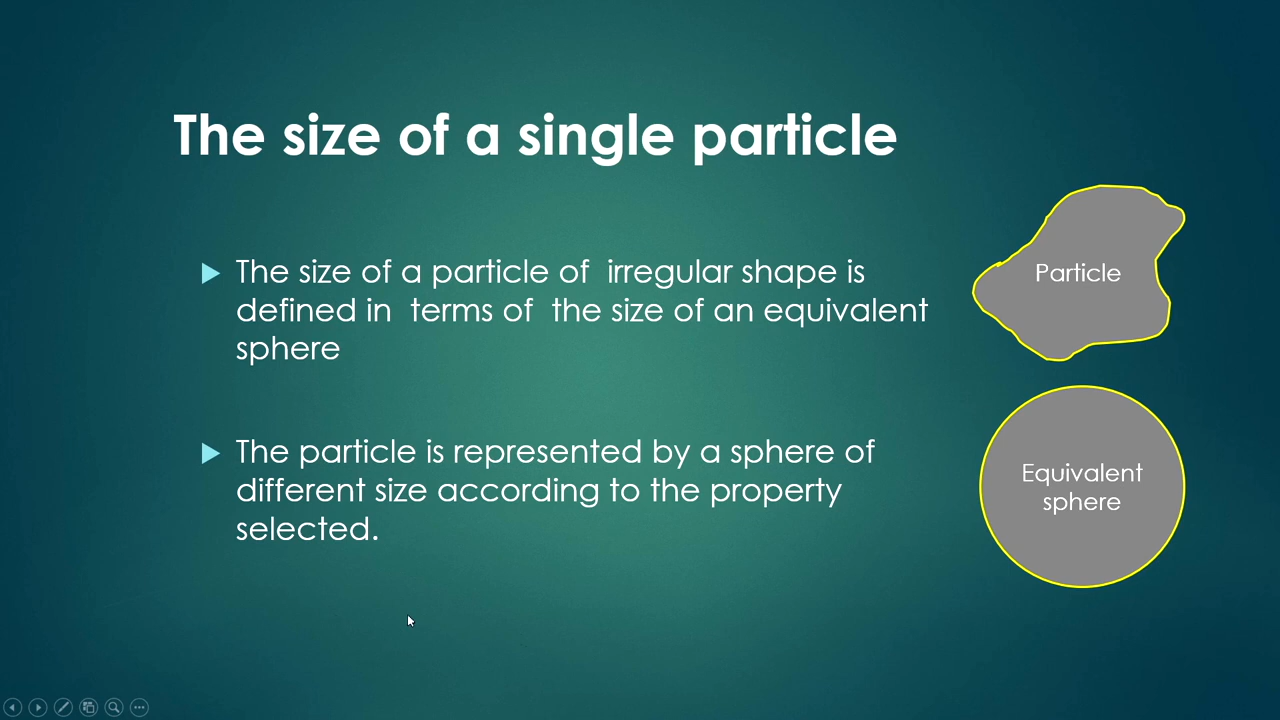 The size of a single particle
The size of a particle of  irregular shape is
defined in  terms of  the size of an equivalent
sphere
The particle is represented by a sphere of
different size according to the property
selected.
Particle
Equivalent
sphere